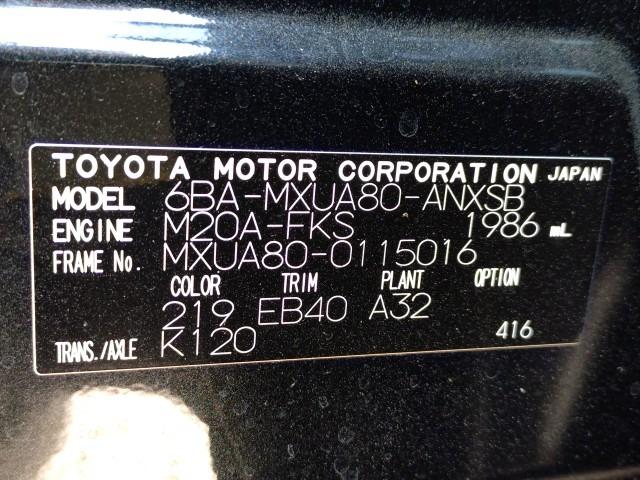 TOYOTA MOTOR CORPORATION JAPAN
MODEL 6BA-MXUA80-ANXSB
ENGINE M20A-FKS 1986 mL
FRAME No. MXUA80-0115016
COLOR TRIM PLANT OPTION
219 EB40 A32
TRANS./AXLE K120 416